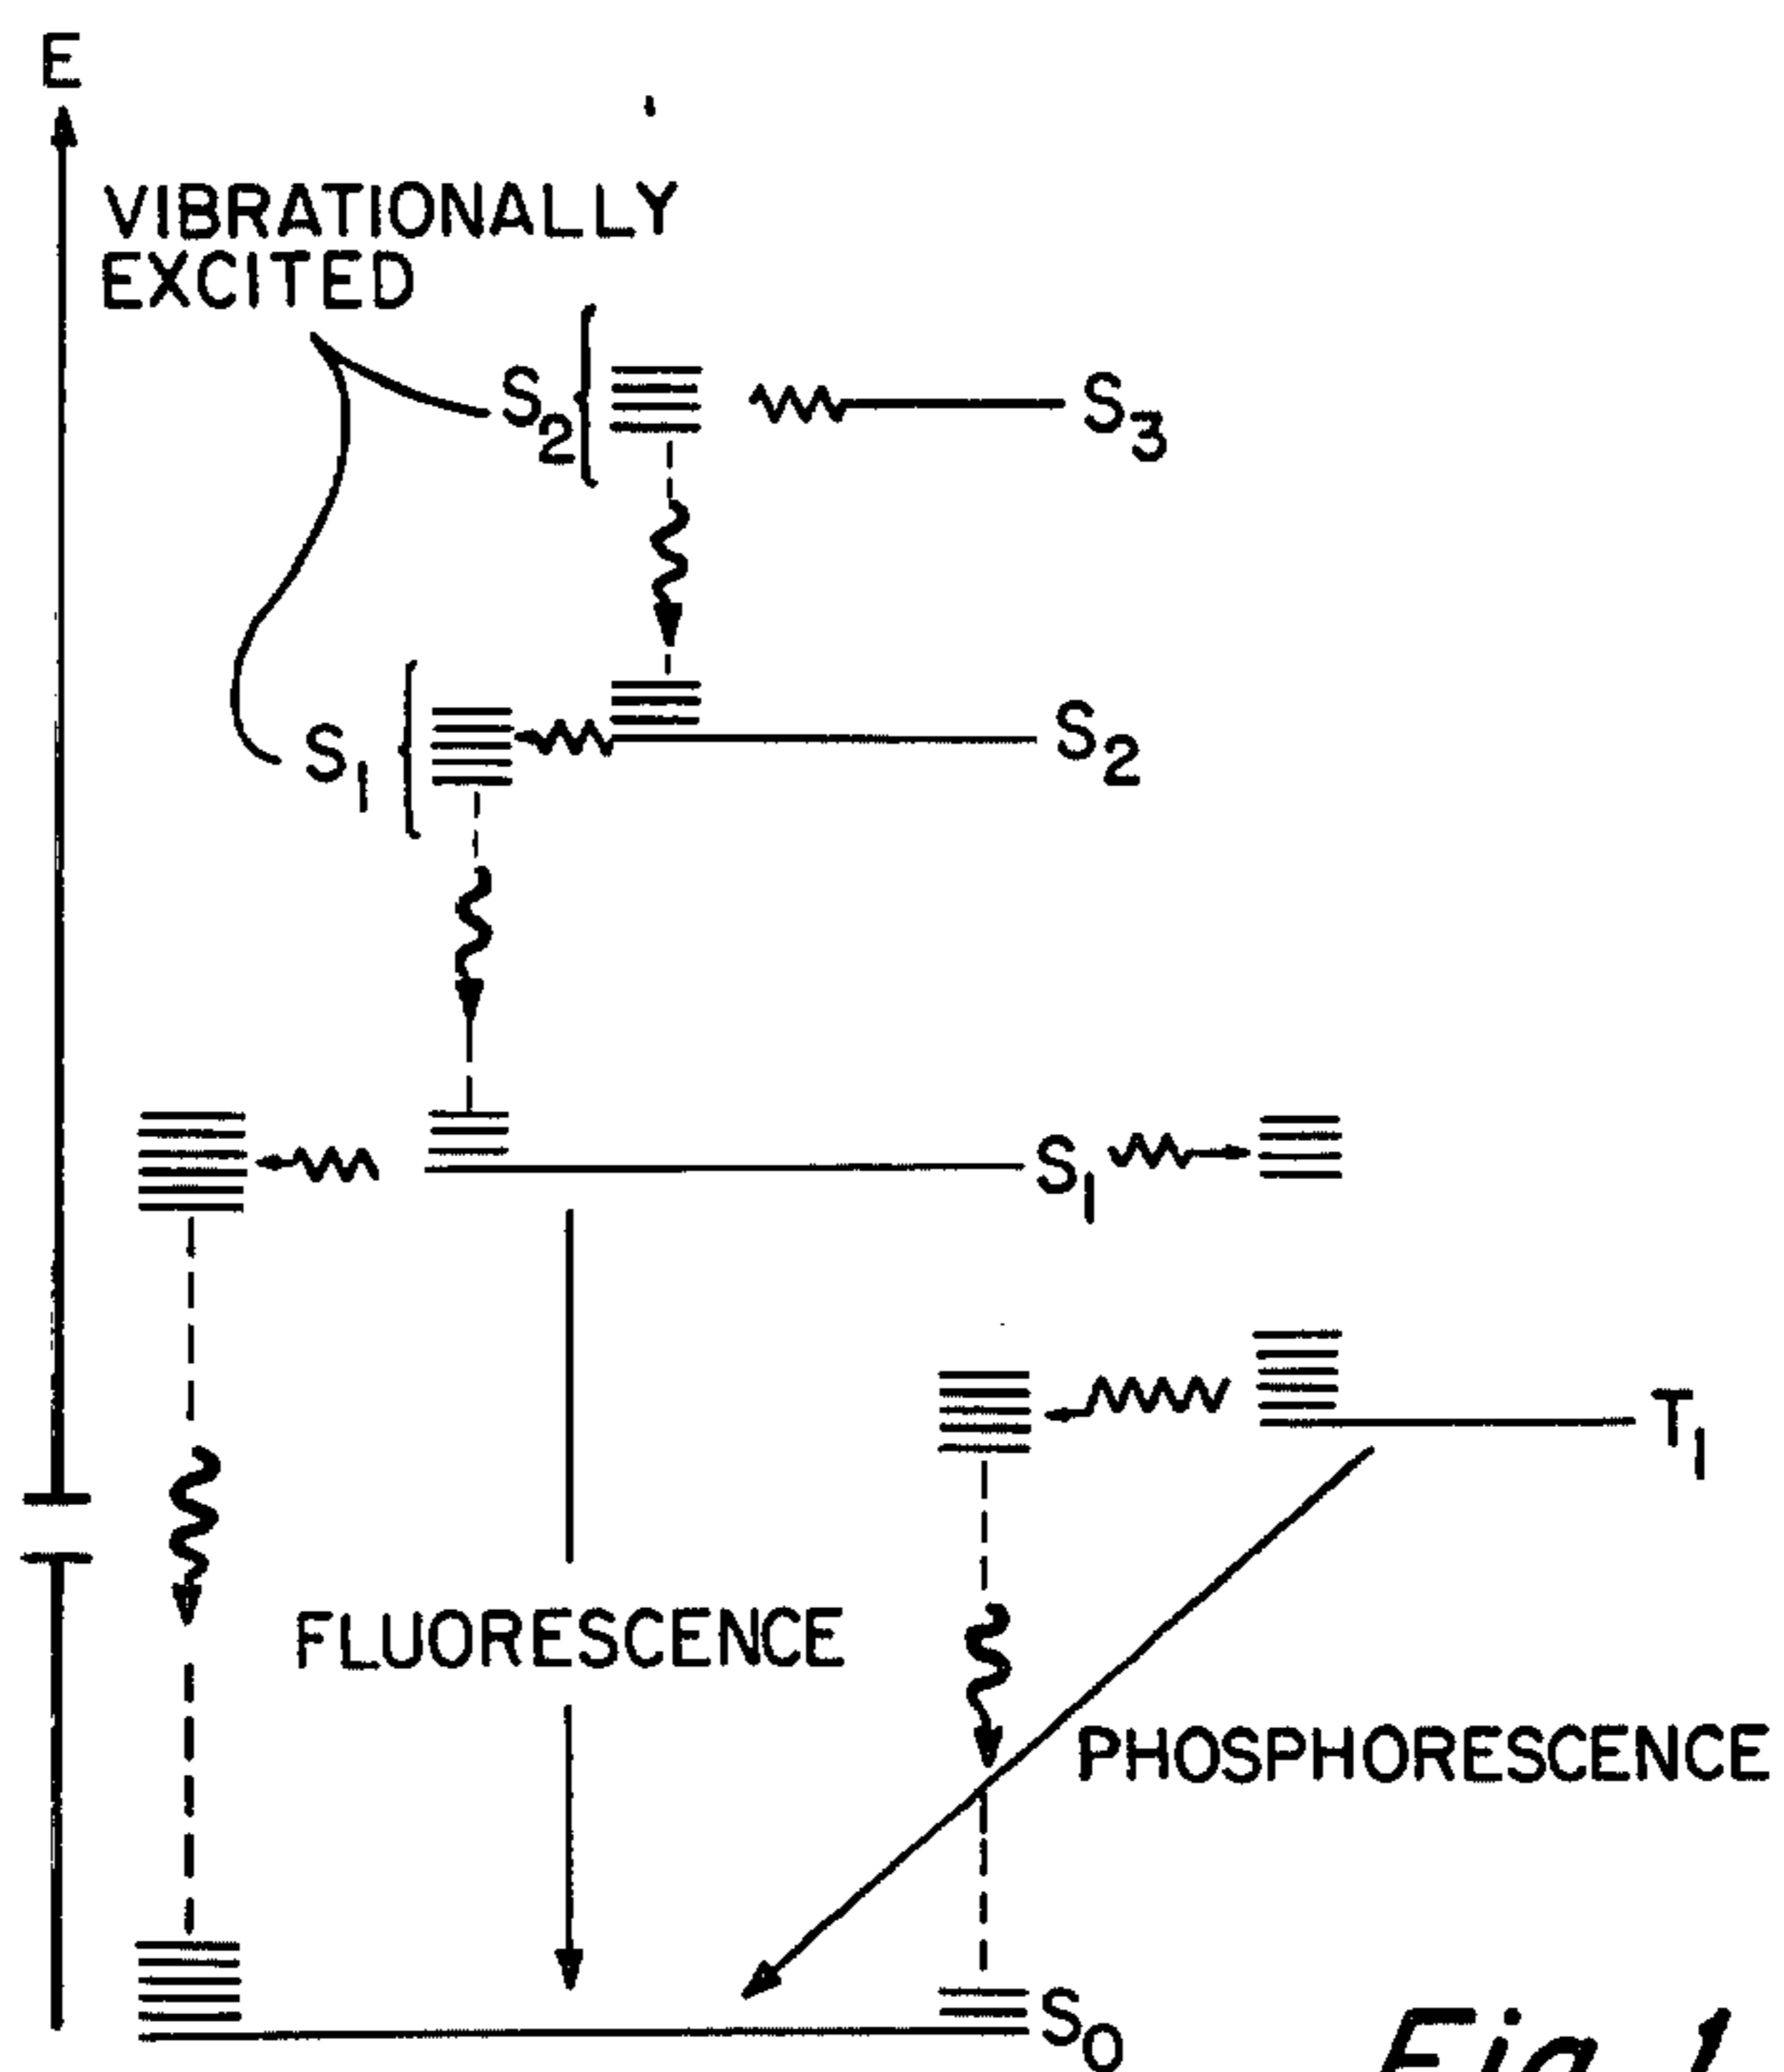 E
VIBRATIONALLY
EXCITED
S2
S3
S1
S2
S1
T1
FLUORESCENCE
PHOSPHORESCENCE
S0
Fig. 1